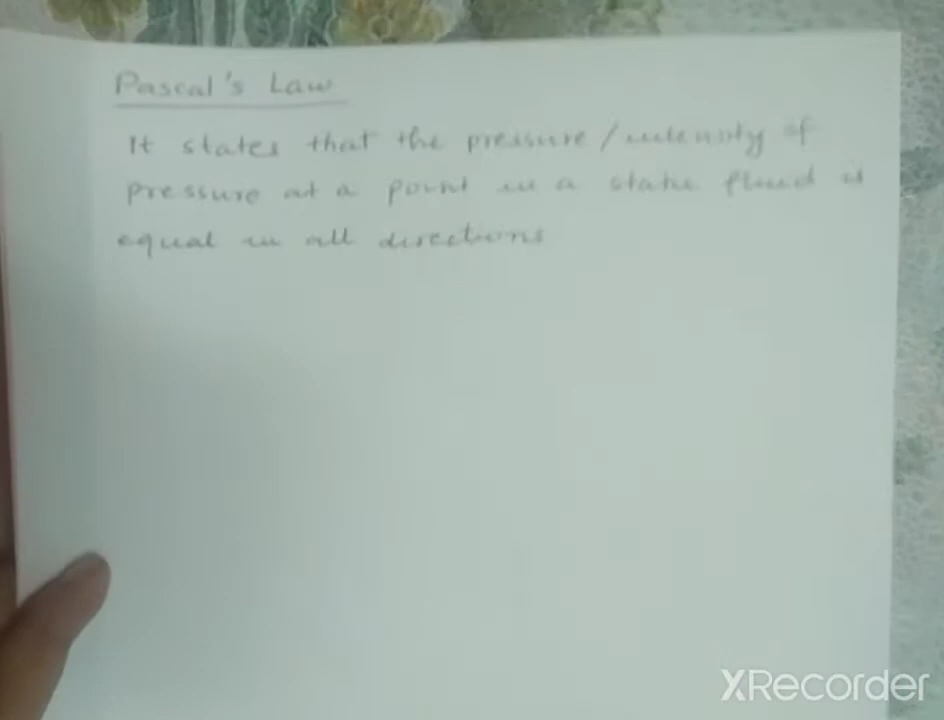 Pascal's Law
It states that the pressure / intensity of
pressure at a point in a static fluid is
equal in all directions
XRecorder